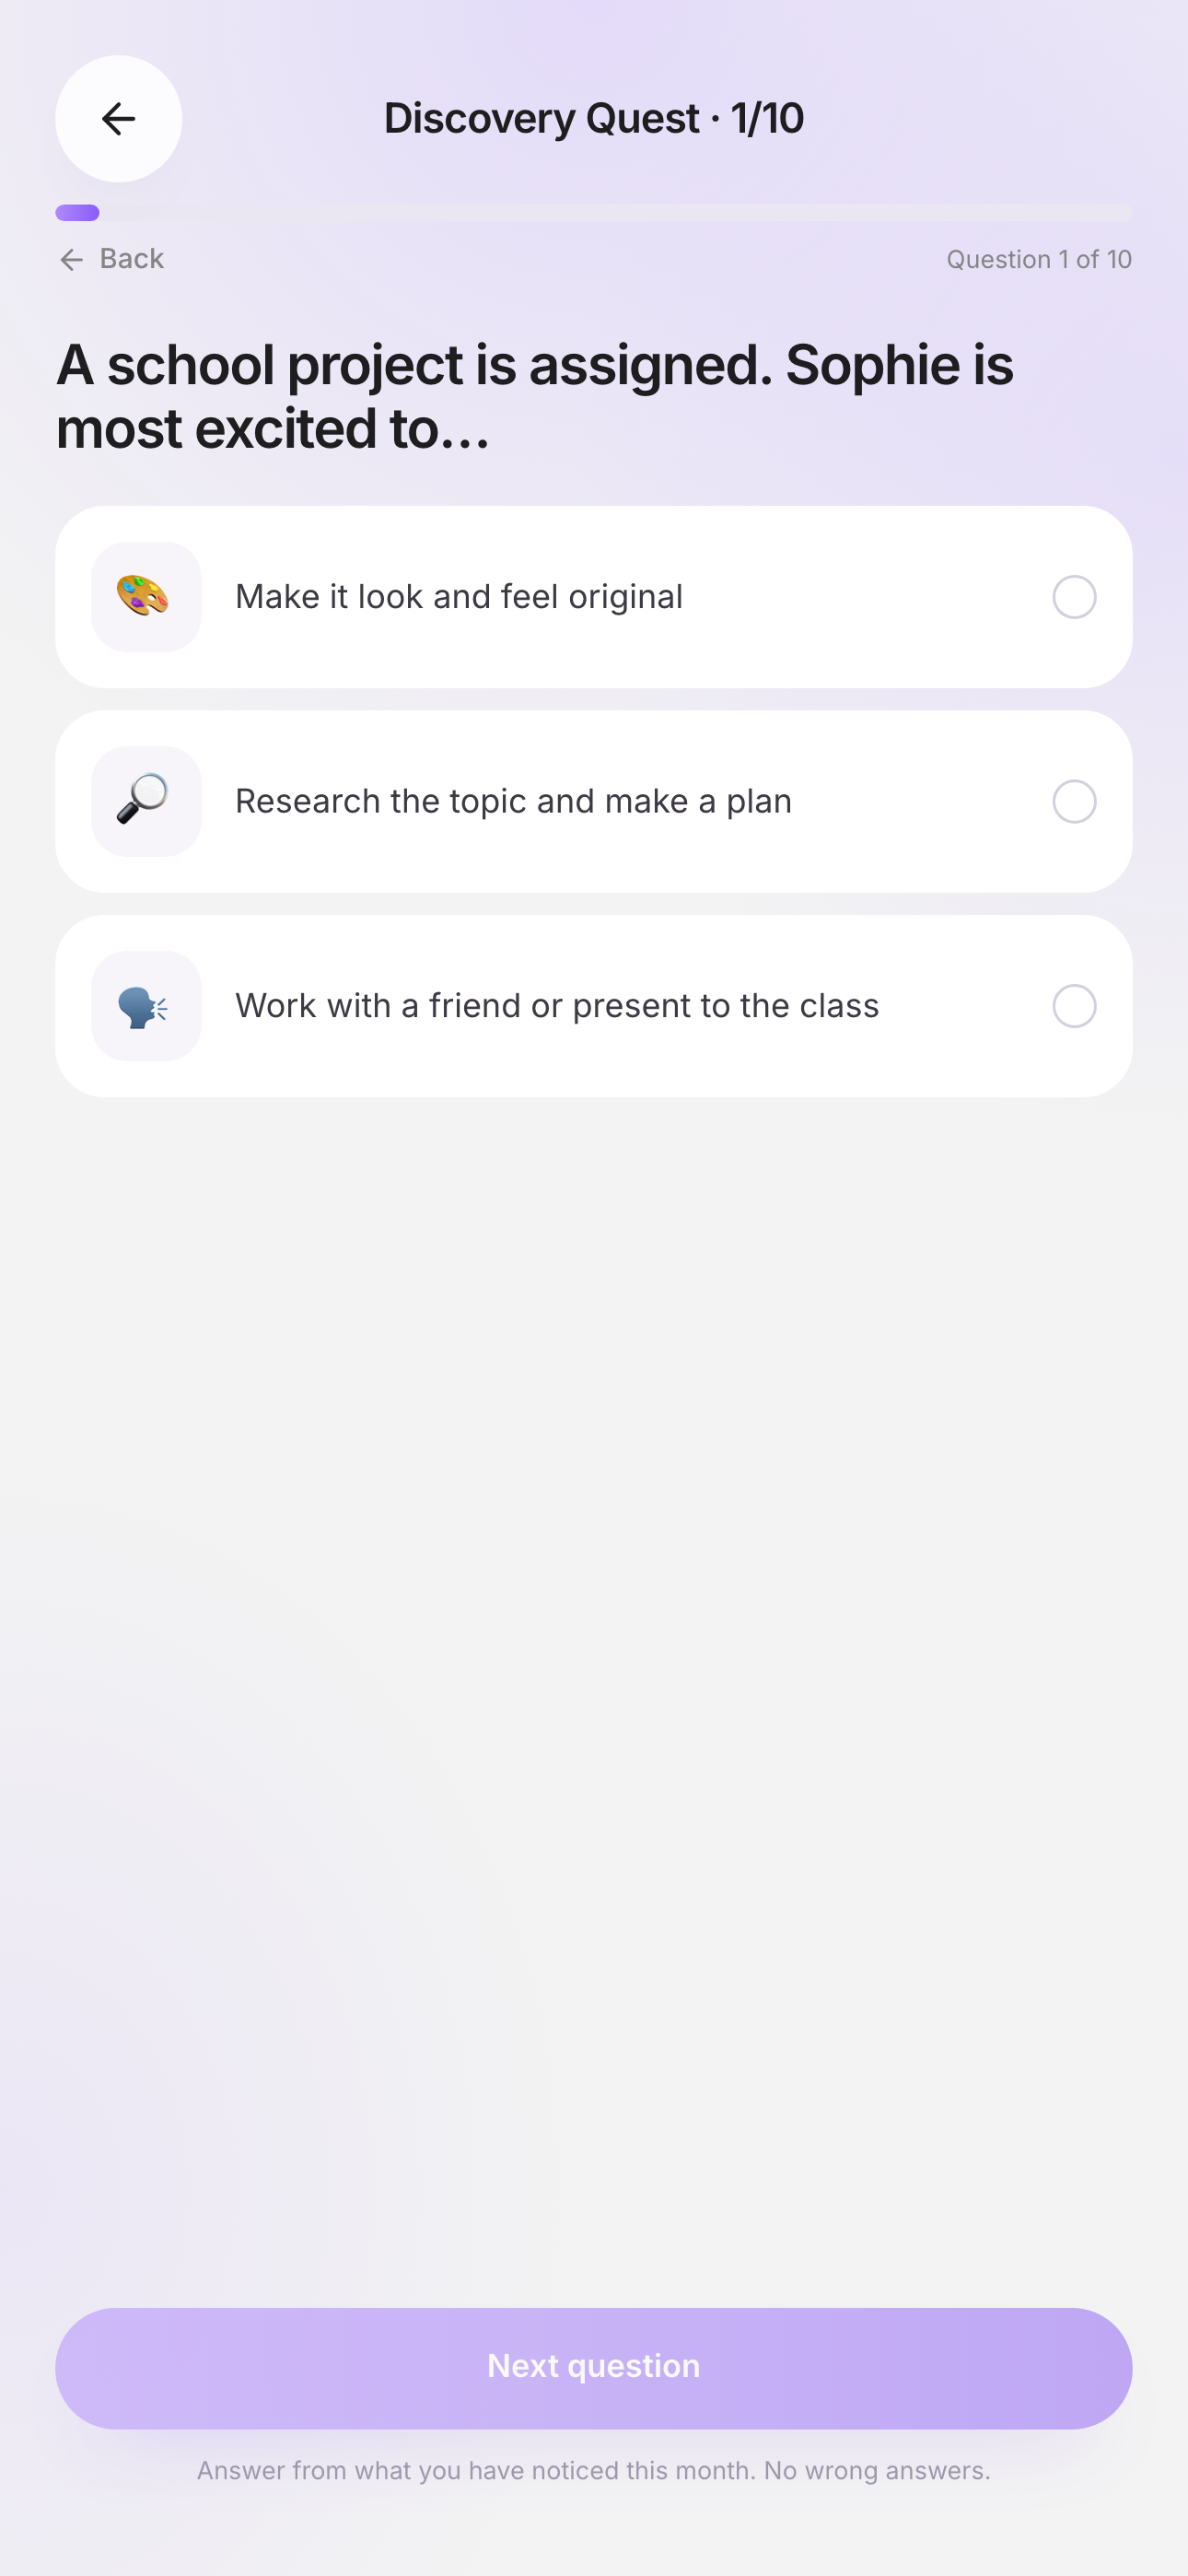 Discovery Quest · 1/10
Back
Question 1 of 10
A school project is assigned. Sophie is
most excited to...
Make it look and feel original
Research the topic and make a plan
Work with a friend or present to the class
Next question
Answer from what you have noticed this month. No wrong answers.